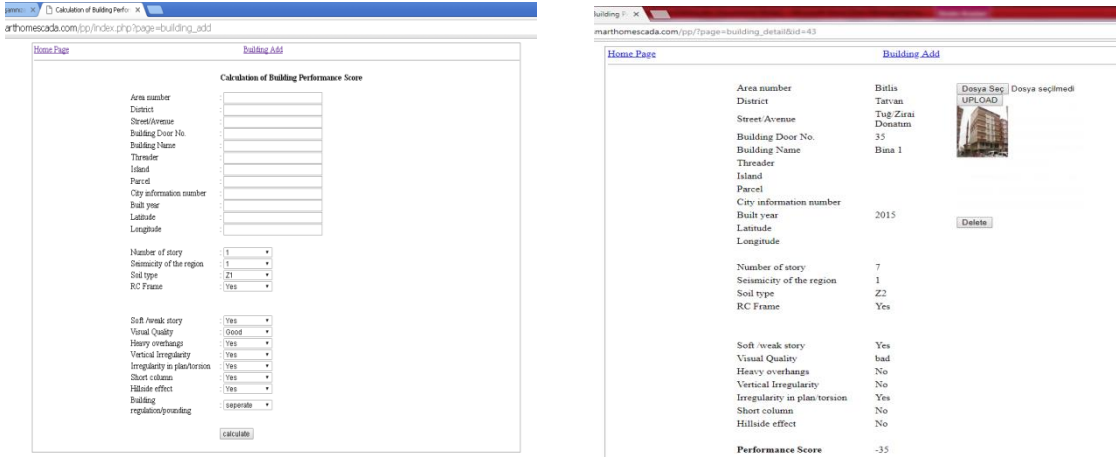 Calculation of Building Perfor
arthomescada.com/pp/index.php?page=building_add
Home Page Building Add
Calculation of Building Performance Score
Area number :
District :
Street/Avenue :
Building Door No. :
Building Name :
Threader :
Island :
Parcel :
City information number :
Built year :
Latitude :
Longitude :
Number of story : 1
Seismicity of the region : 1
Soil type : Z1
RC Frame : Yes
Soft /weak story : Yes
Visual Quality : Good
Heavy overhangs : Yes
Vertical Irregularity : Yes
Irregularity in plan/torsion : Yes
Short column : Yes
Hillside effect : Yes
Building
regulation/pounding : seperate
calculate
marthomescada.com/pp/?page=building_detail&id=43
Home Page Building Add
Area number Bitlis Dosya Seç Dosya seçilmedi
District Tatvan UPLOAD
Street/Avenue Tuğ/Zirai
Donatım
Building Door No. 35
Building Name Bina 1
Threader
Island
Parcel
City information number
Built year 2015
Latitude
Delete
Longitude
Number of story 7
Seismicity of the region 1
Soil type Z2
RC Frame Yes
Soft /weak story Yes
Visual Quality bad
Heavy overhangs No
Vertical Irregularity No
Irregularity in plan/torsion Yes
Short column No
Hillside effect No
Performance Score -35